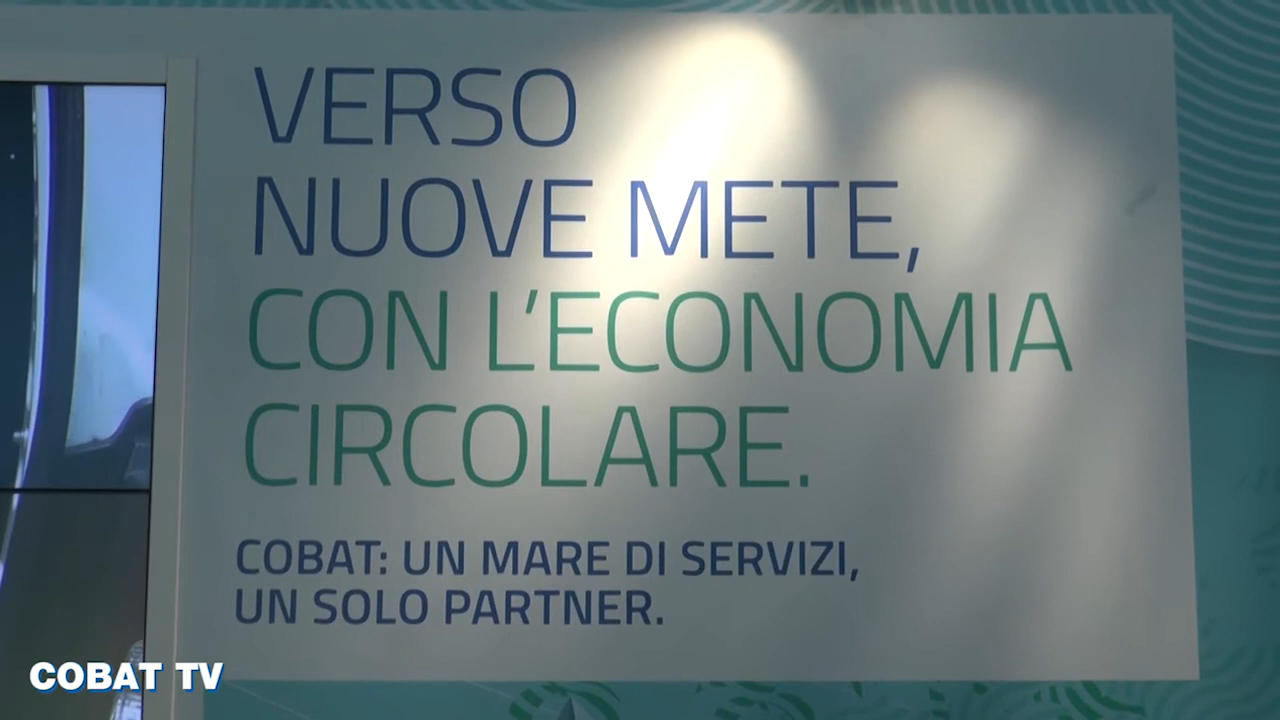 VERSO
NUOVE METE,
CON L'ECONOMIA
CIRCOLARE.
COBAT: UN MARE DI SERVIZI,
UN SOLO PARTNER.
COBAT TV